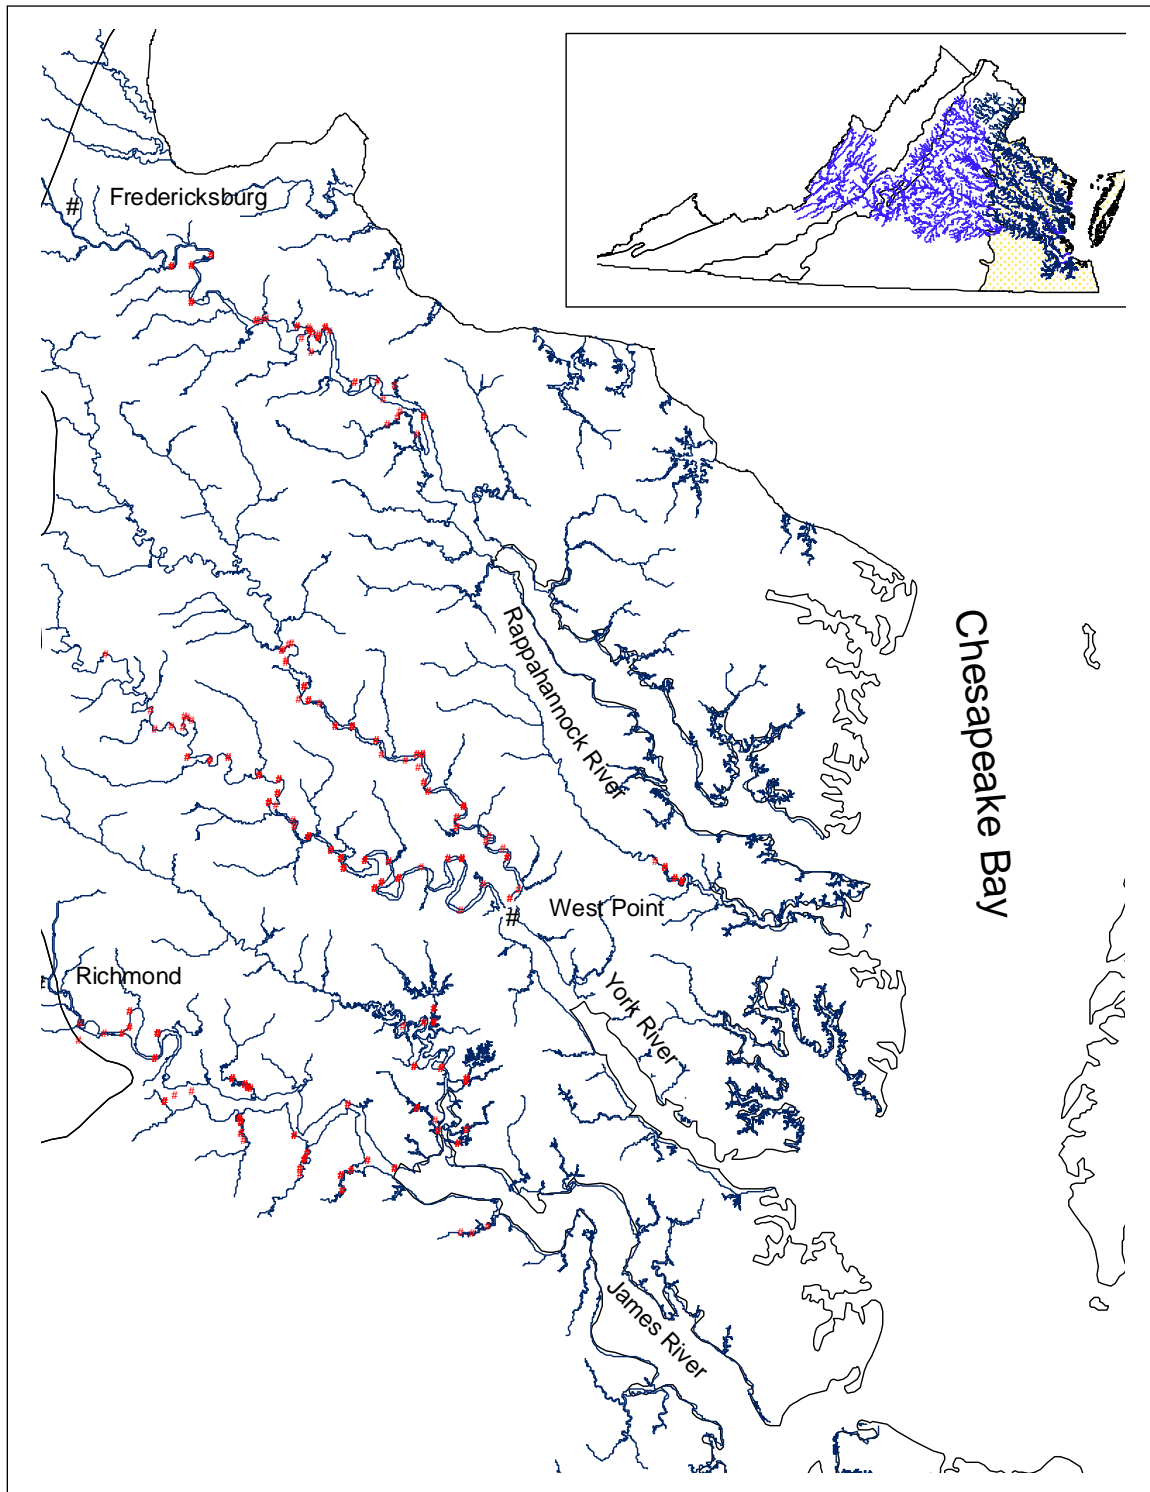 Fredericksburg
#
Rappahannock River
Chesapeake Bay
West Point
#
Richmond
York River
James River